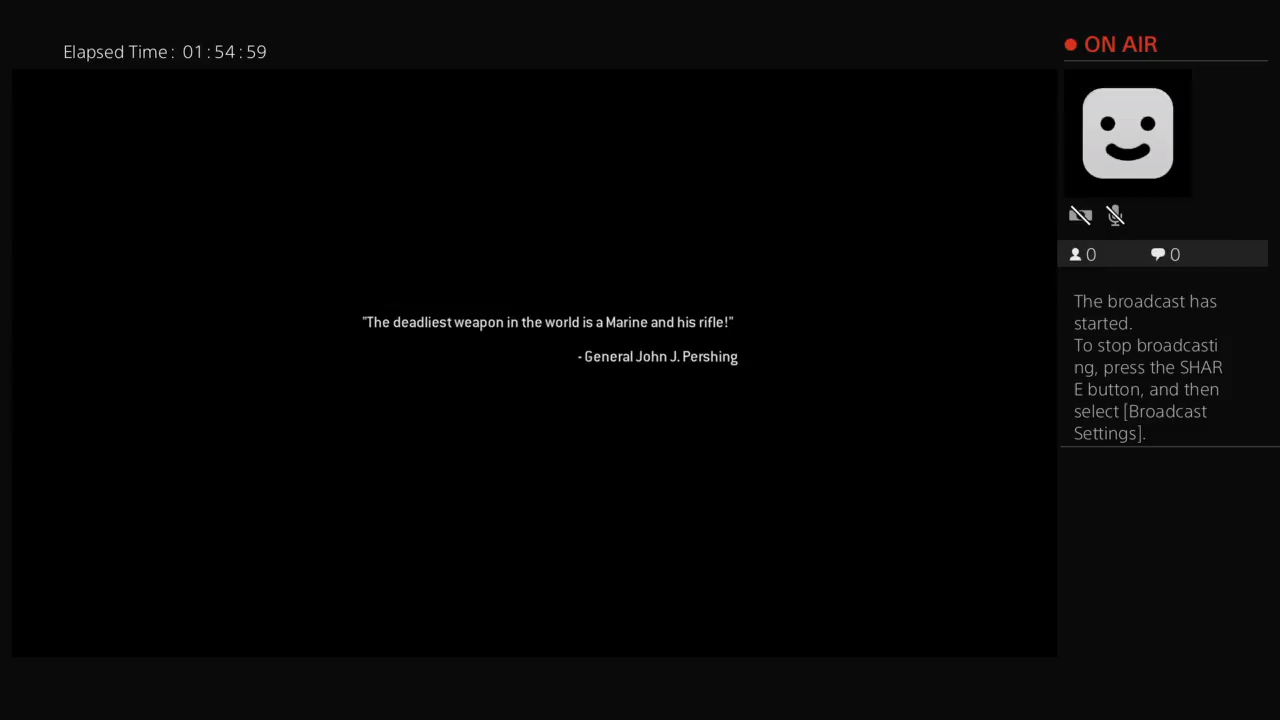 Elapsed Time: 01:54:59
ON AIR
"The deadliest weapon in the world is a Marine and his rifle!"
- General John J. Pershing
0 0
The broadcast has
started.
To stop broadcasti
ng, press the SHAR
E button, and then
select [Broadcast
Settings].